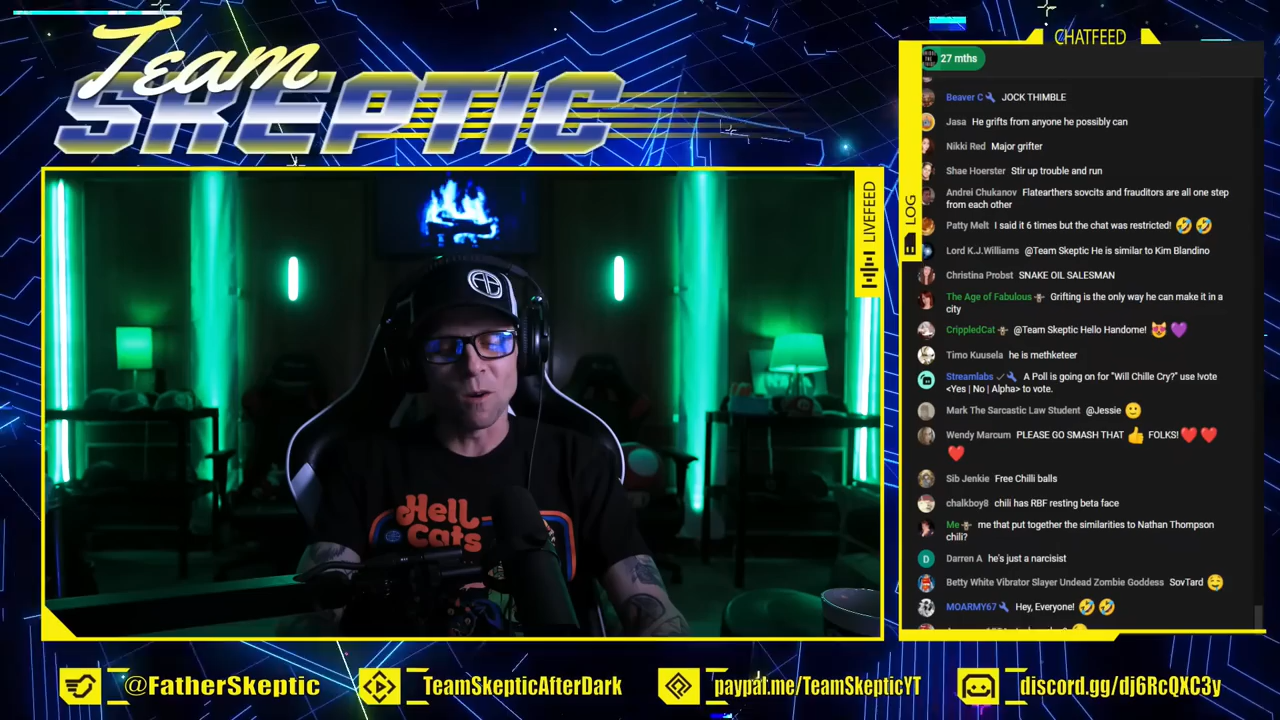 Team
SKEPTIC
CHATFEED
27 mths
LIVEFEED
LOG
Beaver C JOCK THIMBLE
Jasa He grifts from anyone he possibly can
Nikki Red Major grifter
Shae Hoerster Stir up trouble and run
Andrei Chukanov Flatearthers sovcits and frauditors are all one step
from each other
Patty Melt I said it 6 times but the chat was restricted! 🤣 🤣
Lord K.J.Williams @Team Skeptic He is similar to Kim Blandino
Christina Probst SNAKE OIL SALESMAN
The Age of Fabulous Grifting is the only way he can make it in a
city
CrippledCat @Team Skeptic Hello Handome! 😻 💜
Timo Kuusela he is methketeer
Streamlabs A Poll is going on for "Will Chille Cry?" use !vote
<Yes | No | Alpha> to vote.
Mark The Sarcastic Law Student @Jessie 🙂
Wendy Marcum PLEASE GO SMASH THAT 👍 FOLKS! ❤️ ❤️
❤️
Sib Jenkie Free Chilli balls
chalkboy8 chili has RBF resting beta face
Me me that put together the similarities to Nathan Thompson
chili?
D Darren A he's just a narcisist
Betty White Vibrator Slayer Undead Zombie Goddess SovTard 🤤
MOARMY67 Hey, Everyone! 🤣 🤣
Hell
Cats
@FatherSkeptic
TeamSkepticAfterDark
paypal.me/TeamSkepticYT
discord.gg/dj6RcQXC3y